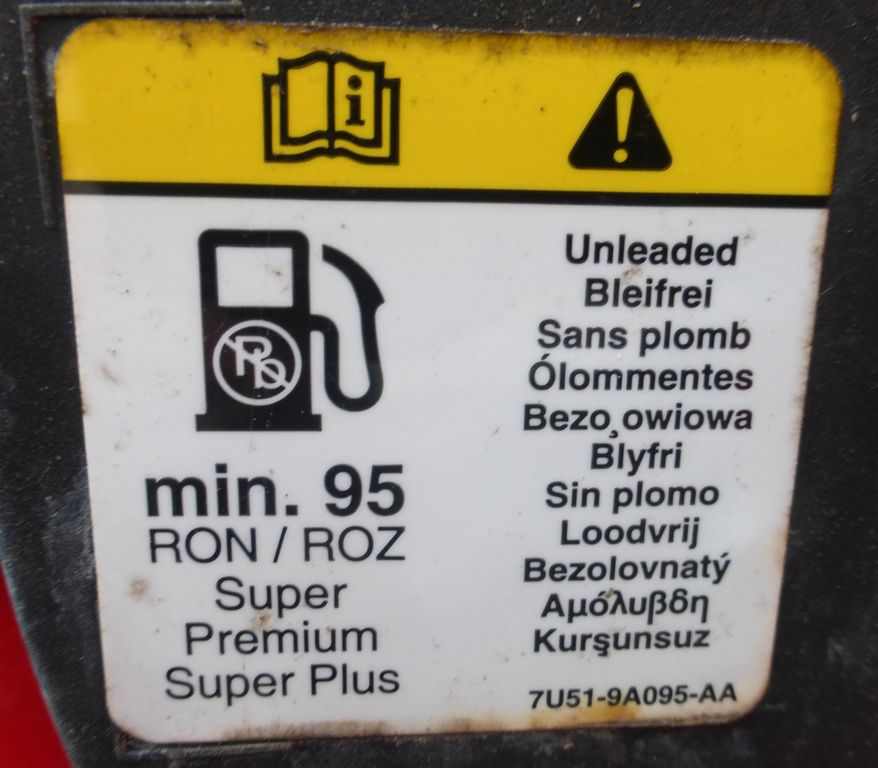 i
!
Pb
min. 95
RON / ROZ
Super
Premium
Super Plus
Unleaded
Bleifrei
Sans plomb
Ólommentes
Bezo¸owiowa
Blyfri
Sin plomo
Loodvrij
Bezolovnatý
Αμόλυβδη
Kurşunsuz
7U51-9A095-AA